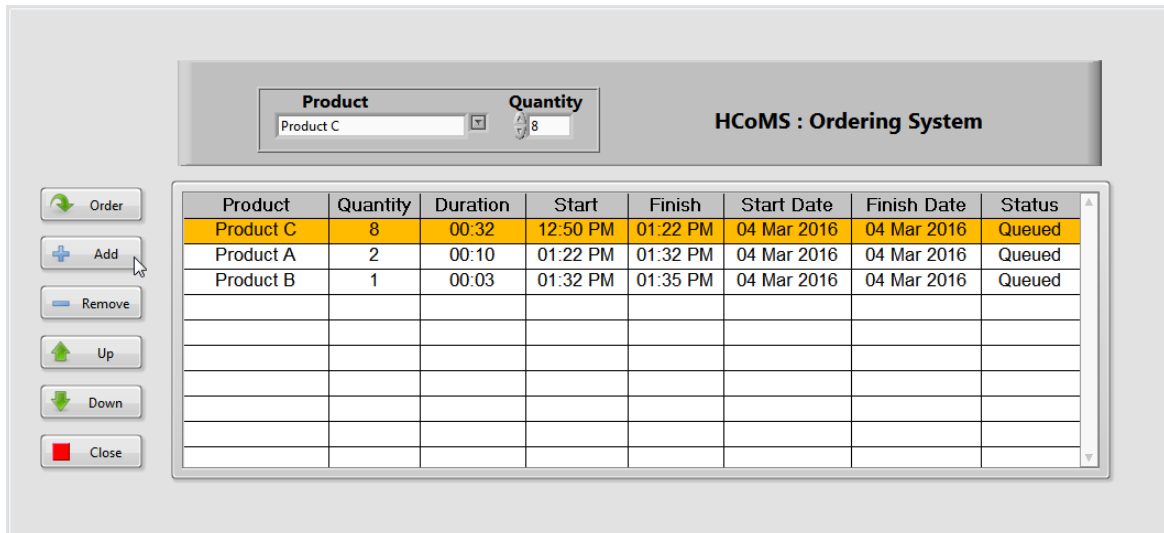 Product Quantity
Product C 8
HCoMS : Ordering System
Order
Add
Remove
Up
Down
Close
Product Quantity Duration Start Finish Start Date Finish Date Status
Product C 8 00:32 12:50 PM 01:22 PM 04 Mar 2016 04 Mar 2016 Queued
Product A 2 00:10 01:22 PM 01:32 PM 04 Mar 2016 04 Mar 2016 Queued
Product B 1 00:03 01:32 PM 01:35 PM 04 Mar 2016 04 Mar 2016 Queued